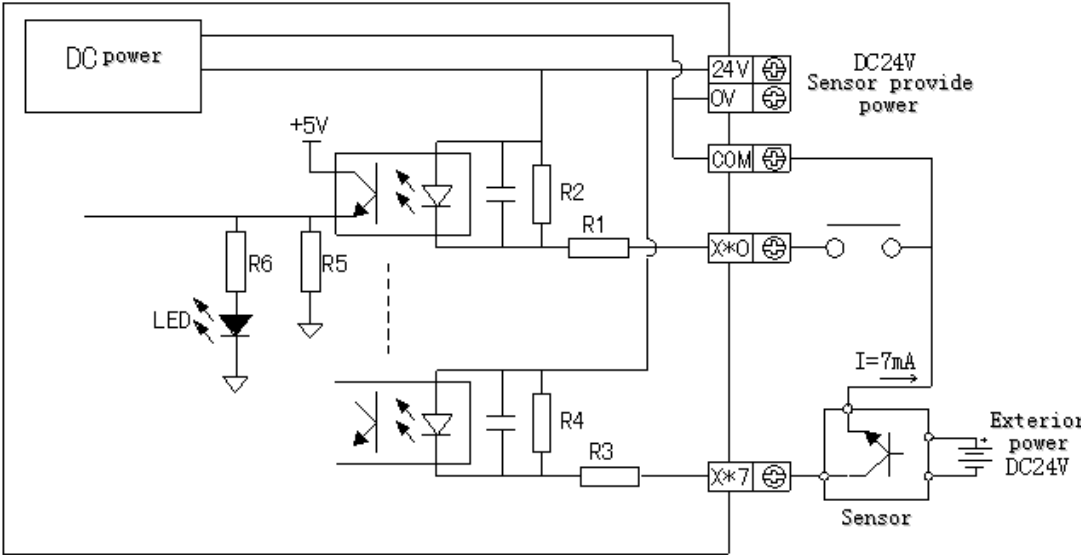 DC power
24V
DC24V
Sensor provide
0V
power
+5V
COM
R2
R1
X*0
R6
R5
LED
I=7mA
R4
Exterior
power
DC24V
R3
X*7
Sensor